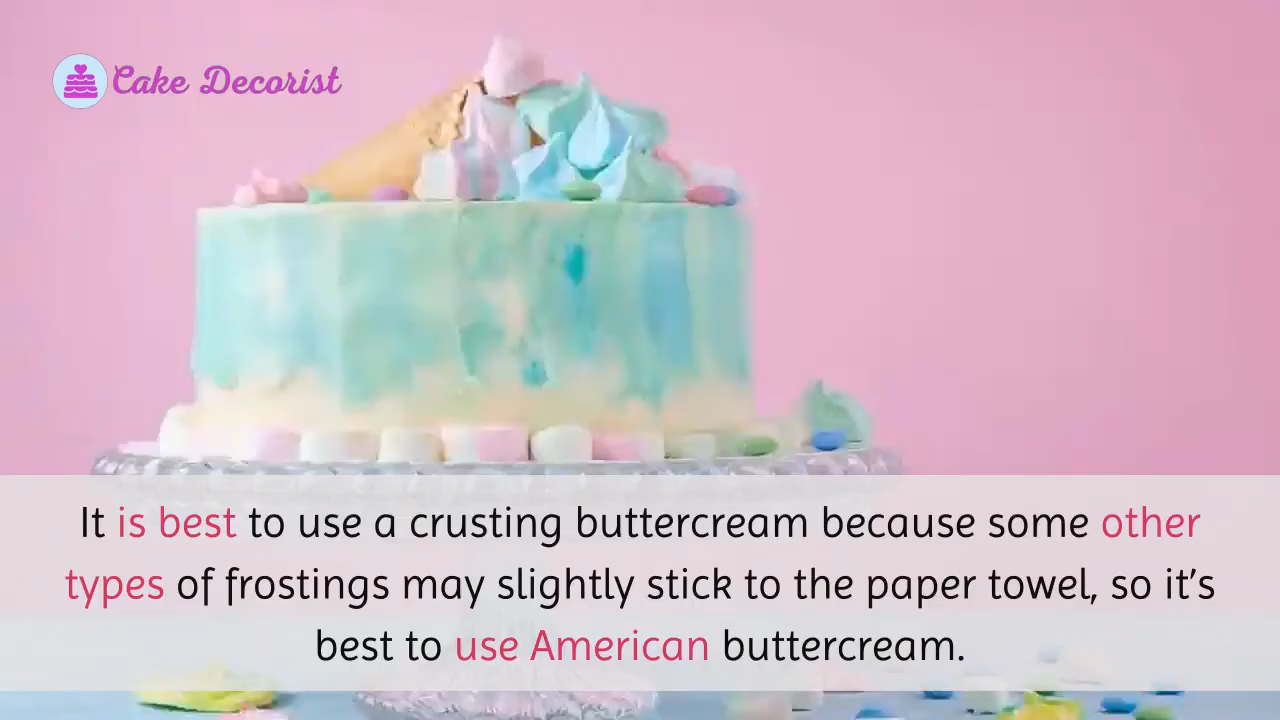 Cake Decorist
It is best to use a crusting buttercream because some other
types of frostings may slightly stick to the paper towel, so it’s
best to use American buttercream.